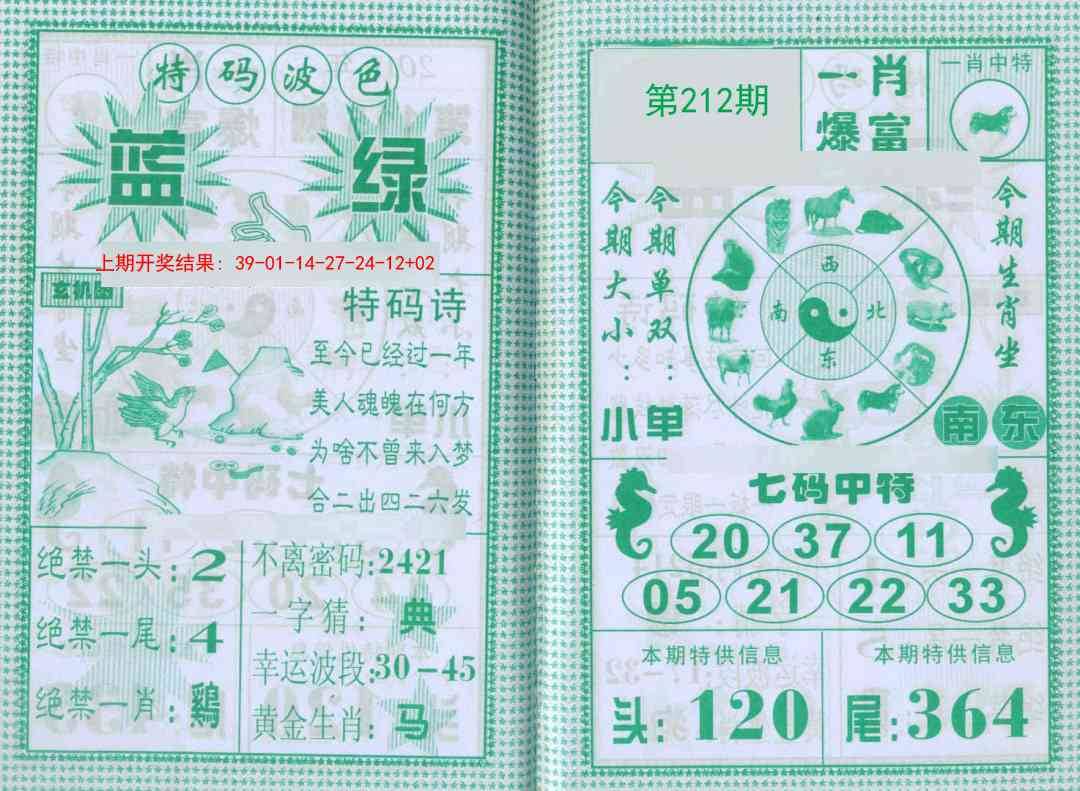 特码波色
蓝 绿
上期开奖结果: 39-01-14-27-24-12+02
玄机图
特码诗
至今已经过一年
美人魂魄在何方
为啥不曾来入梦
合二出四二六发
绝禁一头:2
绝禁一尾:4
绝禁一肖:鷄
不离密码:2421
一字猜:典
幸运波段:30-45
黄金生肖:马
第212期
一肖
爆富
一肖中特
今期大小:小
今期单双:单
西
南 北
东
今期生肖坐
南东
七码中特
20 37 11
05 21 22 33
本期特供信息
头:120
本期特供信息
尾:364